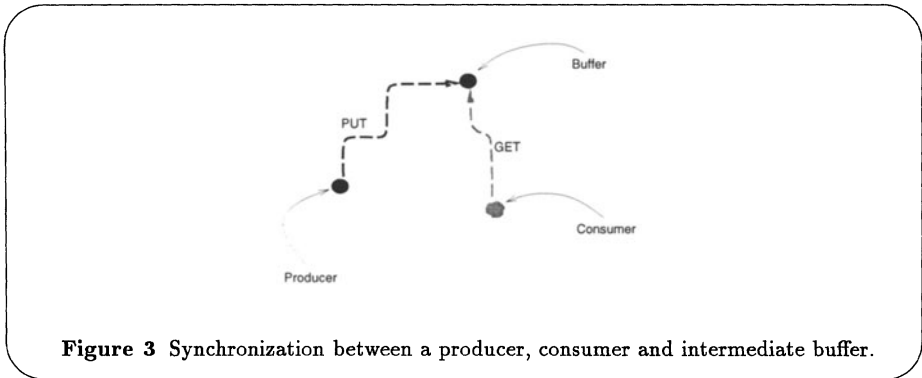 Buffer
PUT
GET
Consumer
Producer
Figure 3 Synchronization between a producer, consumer and intermediate buffer.